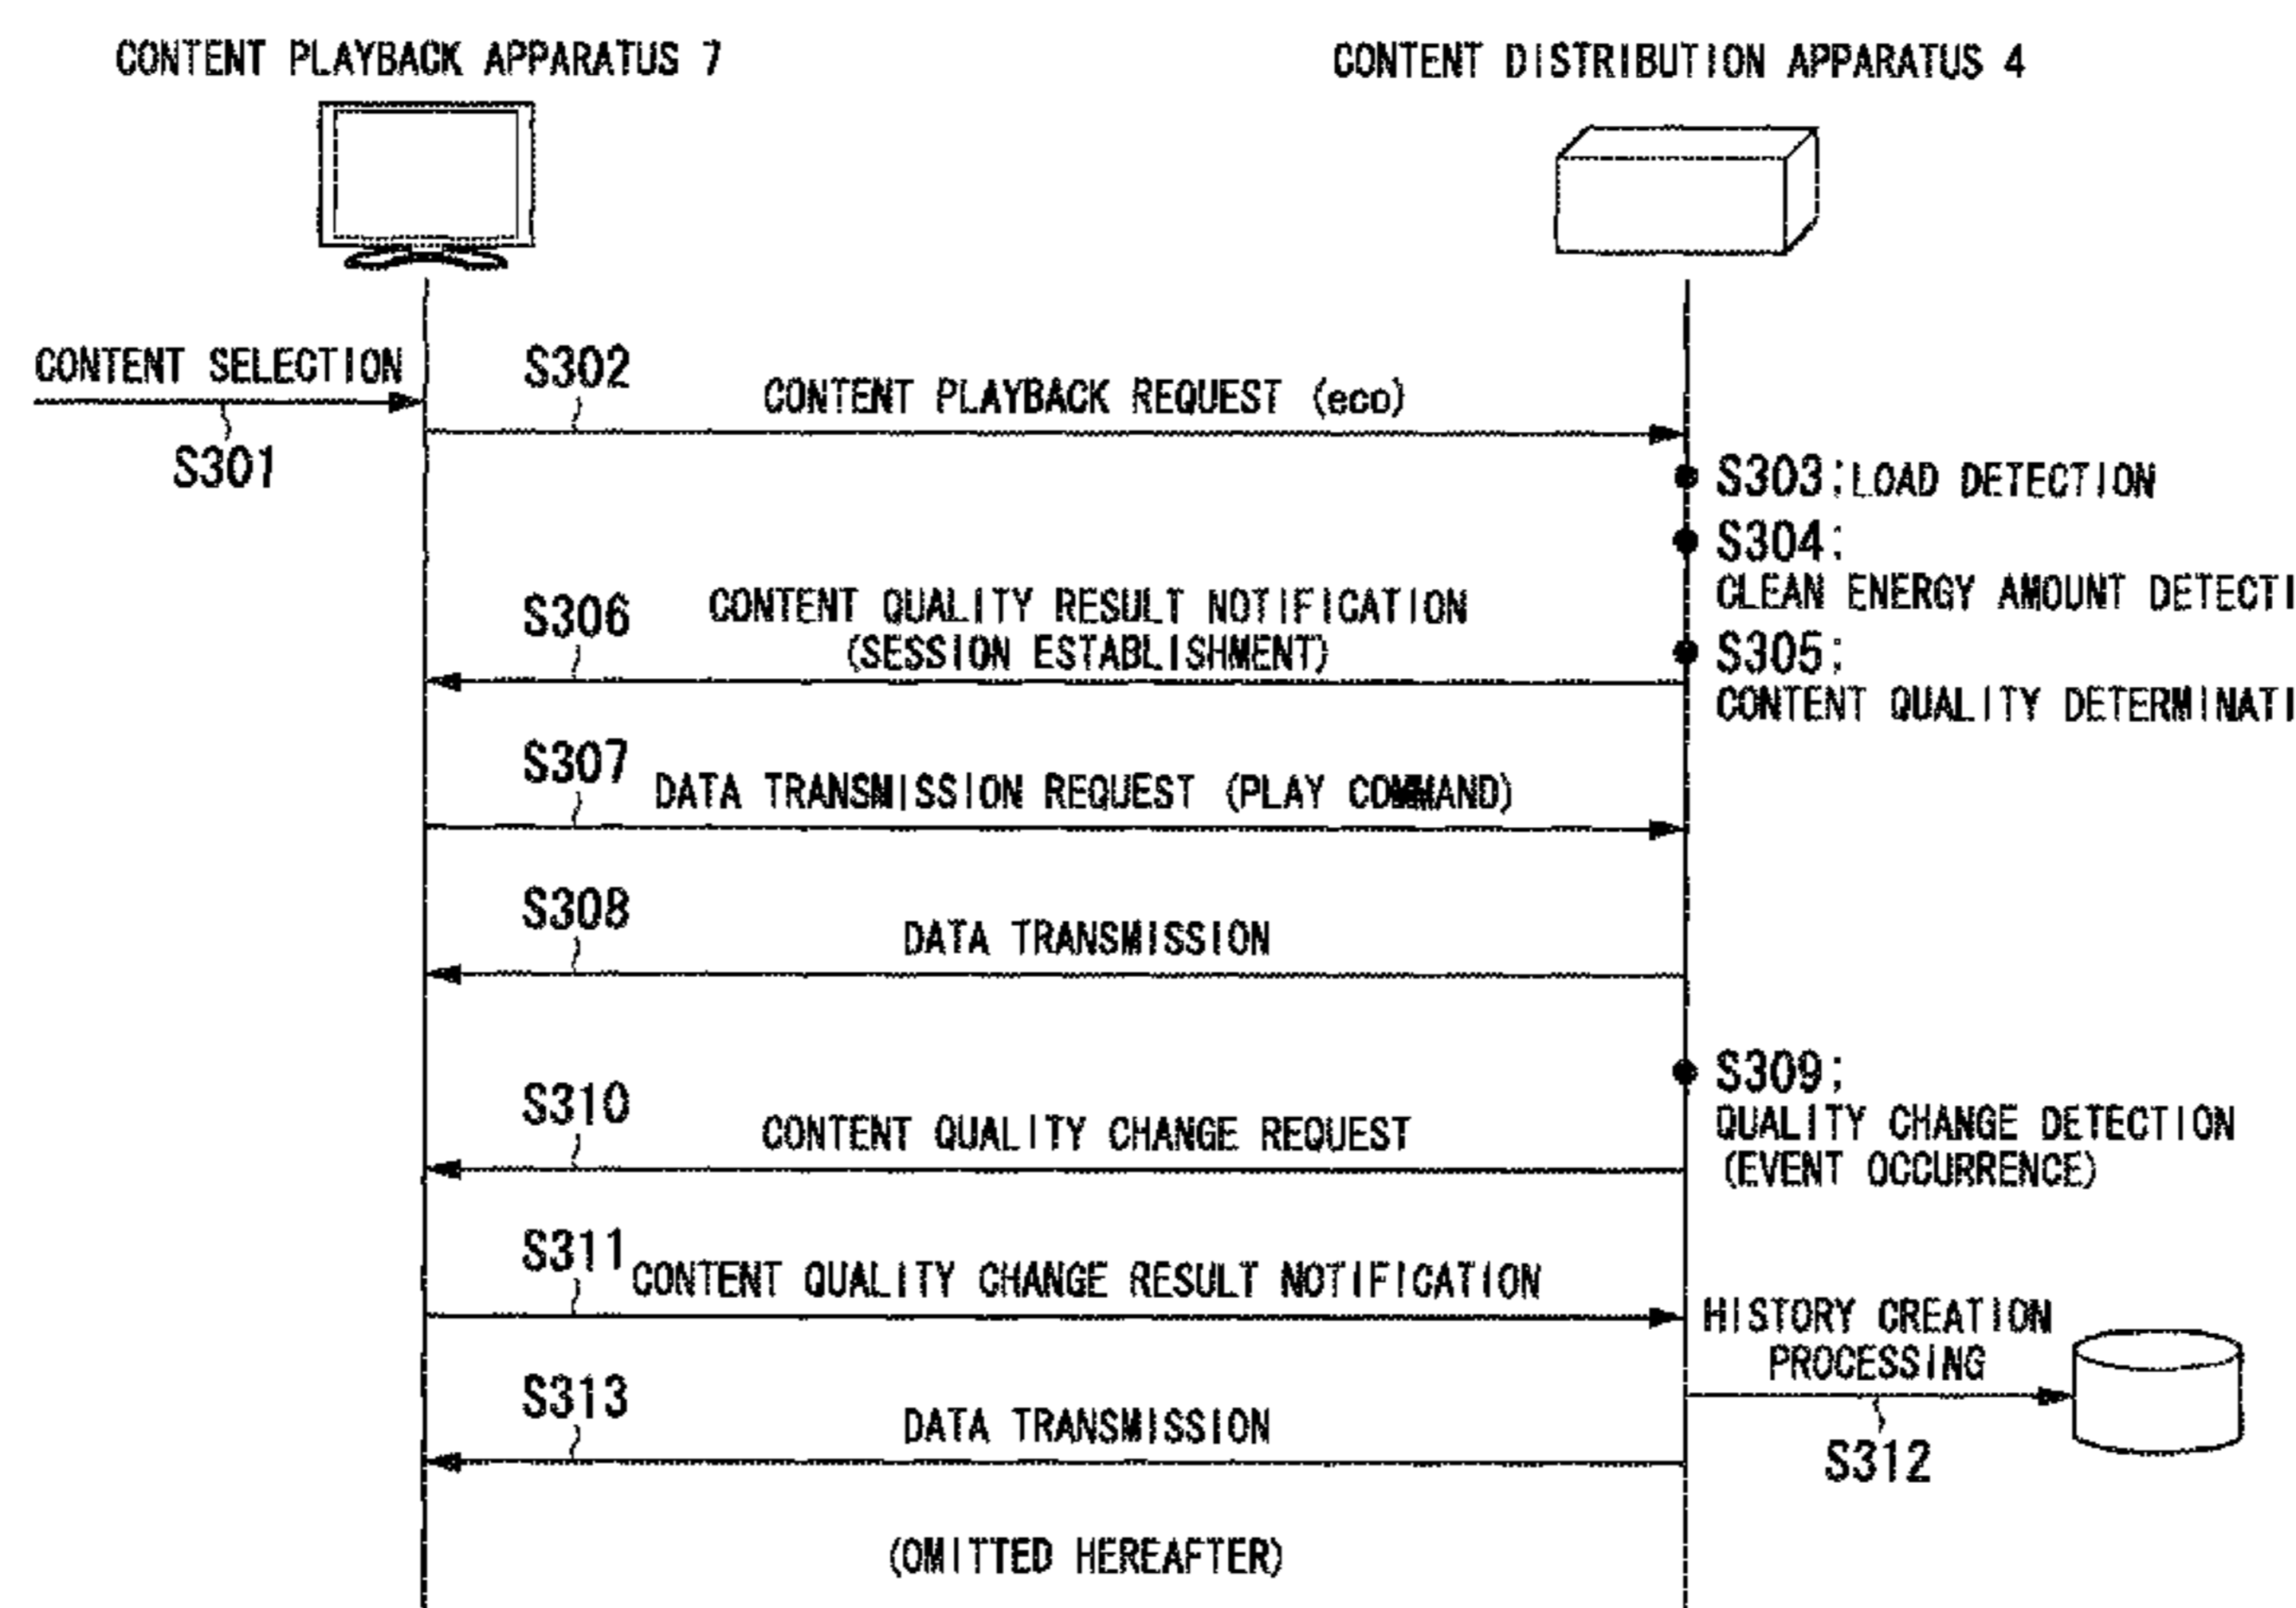 CONTENT PLAYBACK APPARATUS 7
CONTENT DISTRIBUTION APPARATUS 4
CONTENT SELECTION
S301
S302
CONTENT PLAYBACK REQUEST (eco)
S303;LOAD DETECTION
S304;
CLEAN ENERGY AMOUNT DETECTI
S305;
CONTENT QUALITY DETERMINATI
S306
CONTENT QUALITY RESULT NOTIFICATION
(SESSION ESTABLISHMENT)
S307
DATA TRANSMISSION REQUEST (PLAY COMMAND)
S308
DATA TRANSMISSION
S309;
QUALITY CHANGE DETECTION
(EVENT OCCURRENCE)
S310
CONTENT QUALITY CHANGE REQUEST
S311
CONTENT QUALITY CHANGE RESULT NOTIFICATION
HISTORY CREATION
PROCESSING
S312
S313
DATA TRANSMISSION
(OMITTED HEREAFTER)